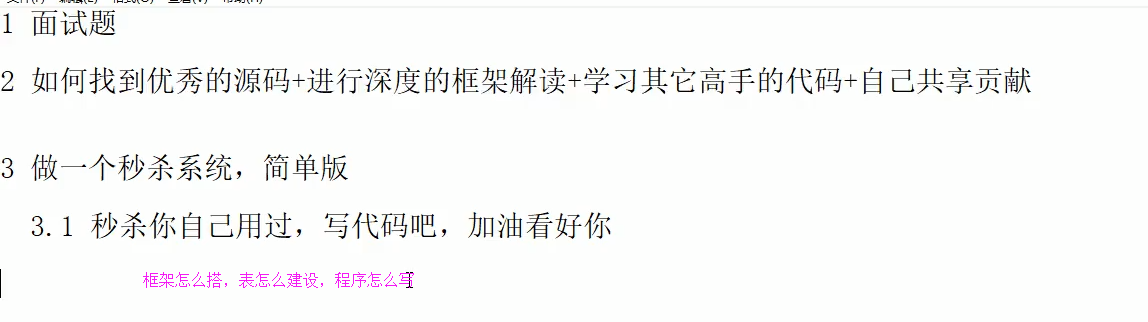 1 面试题
2 如何找到优秀的源码+进行深度的框架解读+学习其它高手的代码+自己共享贡献
3 做一个秒杀系统，简单版
3.1 秒杀你自己用过，写代码吧，加油看好你
框架怎么搭，表怎么建设，程序怎么写